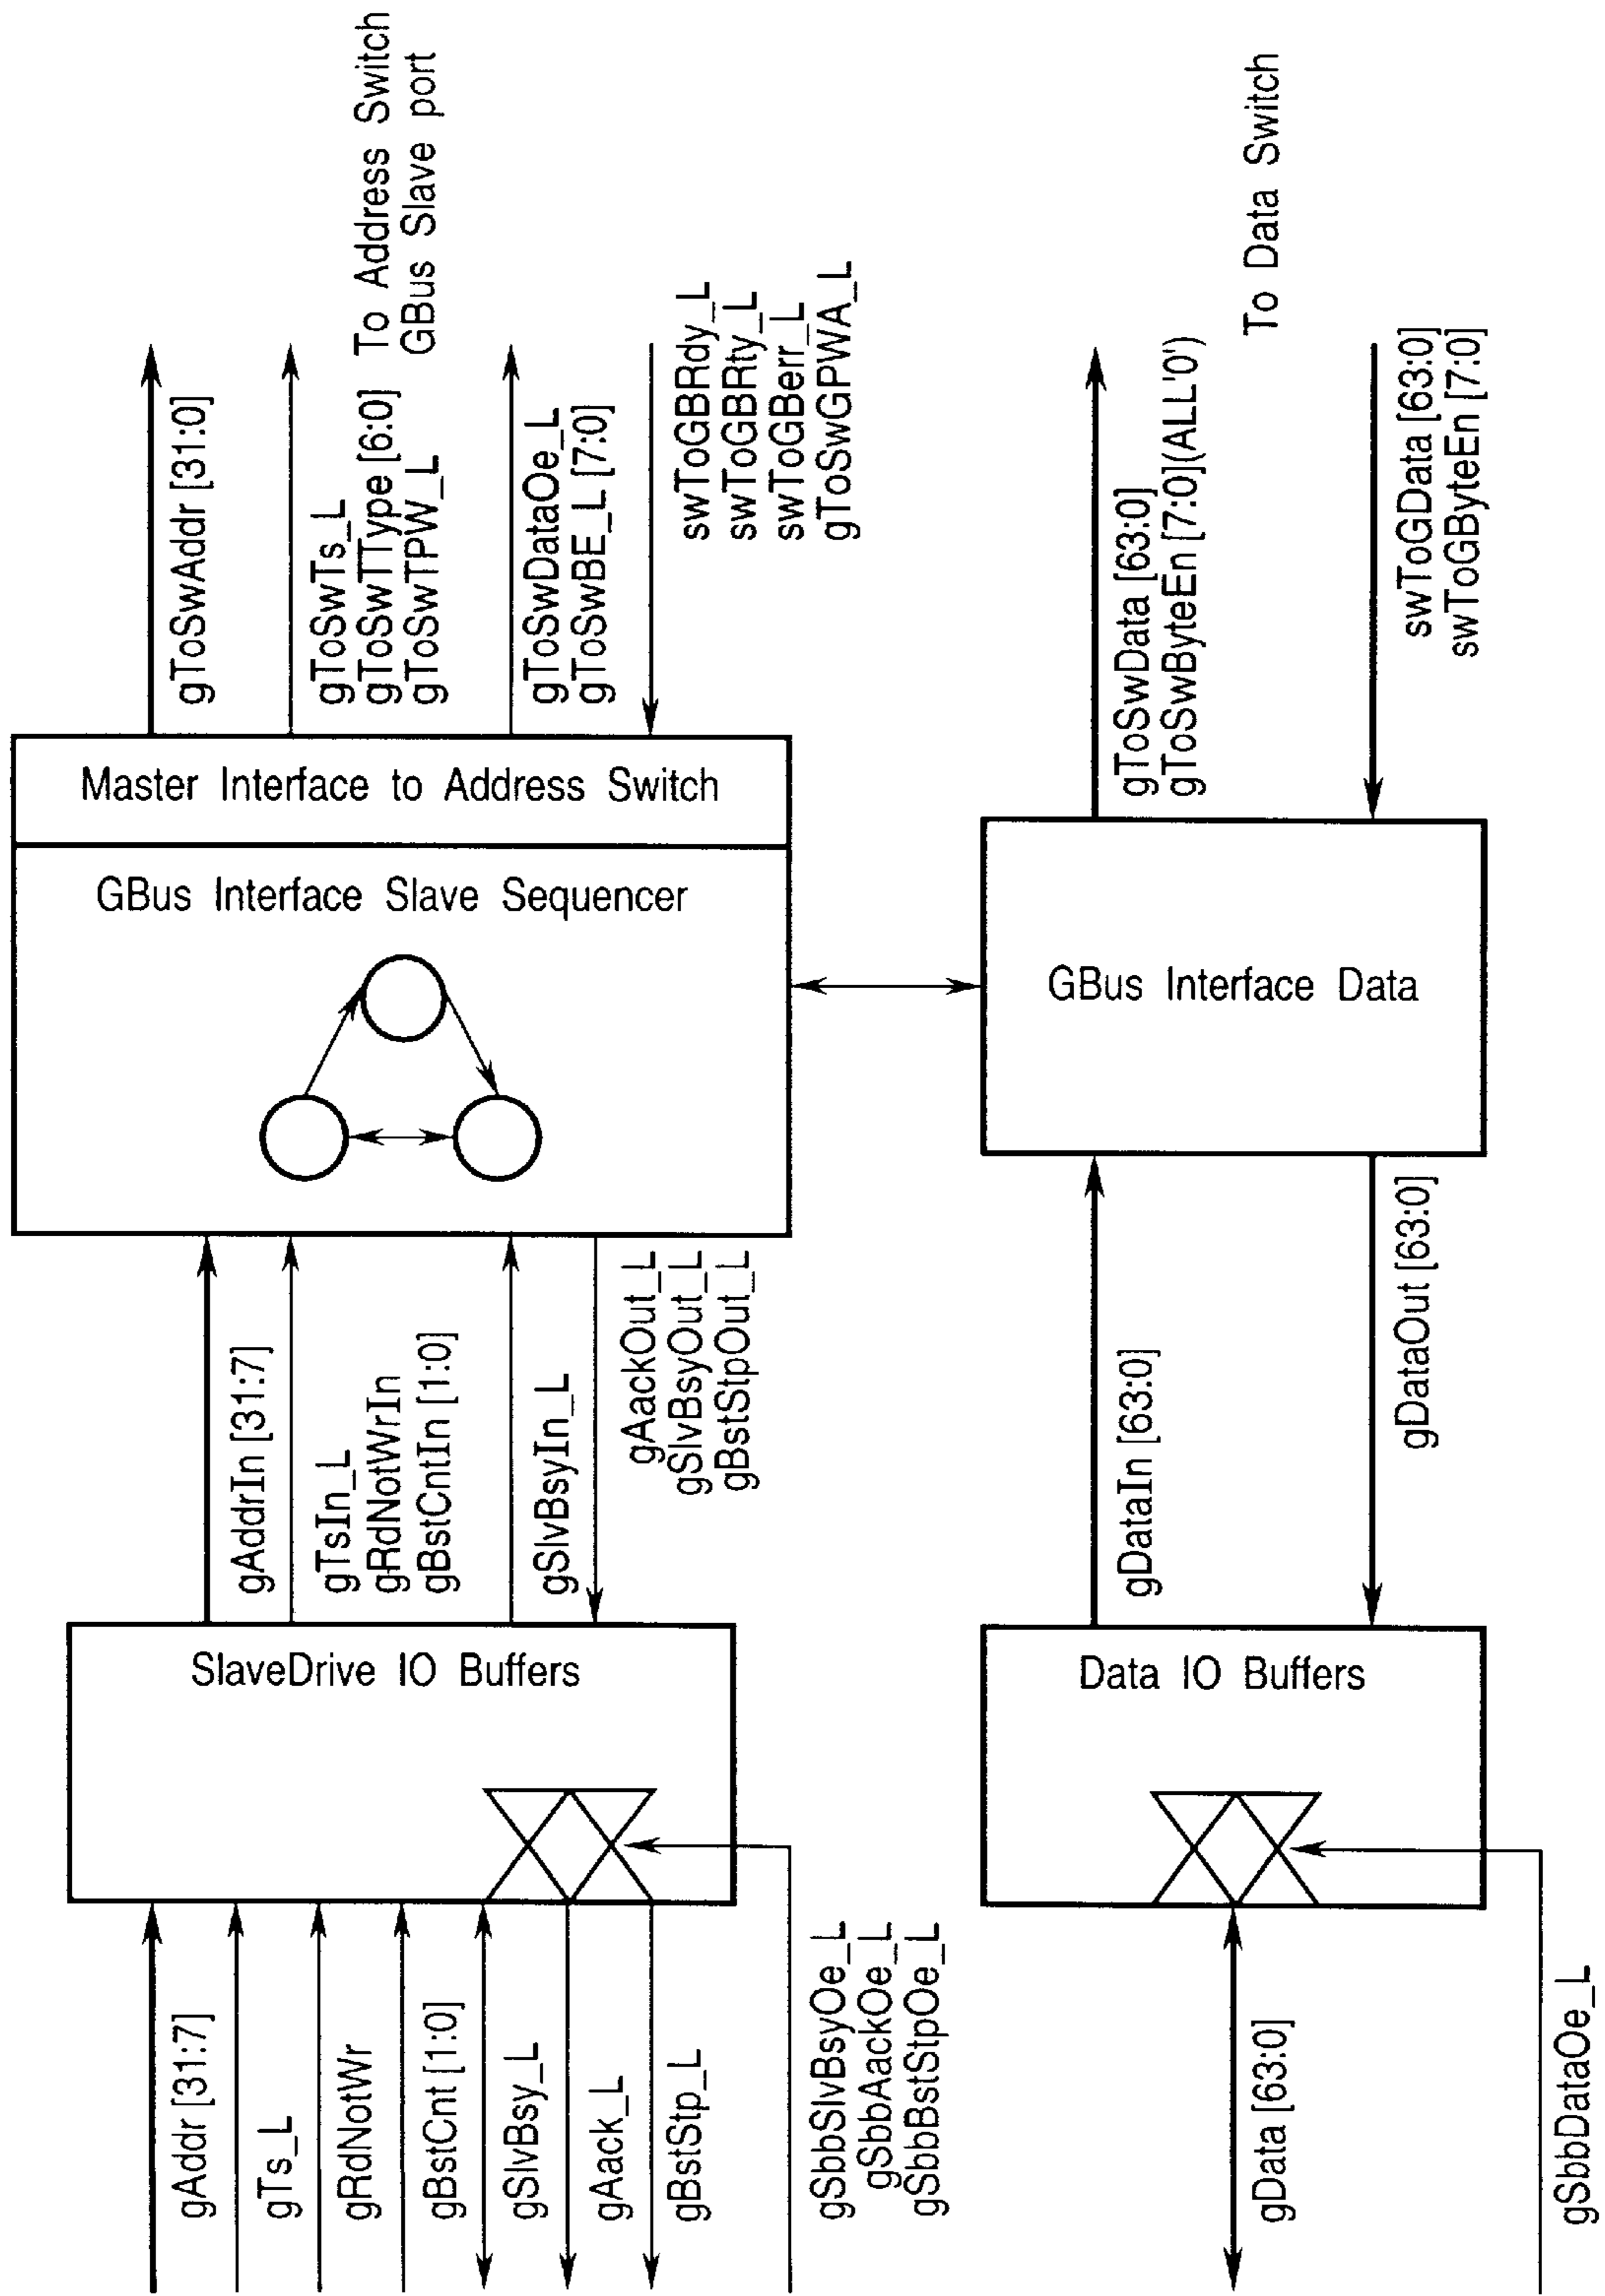 gToSwAddr [31:0]
gToSwTs_L
gToSwTType [6:0]
gToSwTPW_L
To Address Switch
GBus Slave port
gToSwDataOe_L
gToSwBE_L [7:0]
swToGBRdy_L
swToGBRty_L
swToGBerr_L
gToSwGPWA_L
Master Interface to Address Switch
GBus Interface Slave Sequencer
gAddrIn [31:7]
gTsIn_L
gRdNotWrIn
gBstCntIn [1:0]
gSlvBsyIn_L
gAackOut_L
gSlvBsyOut_L
gBstStpOut_L
SlaveDrive IO Buffers
gAddr [31:7]
gTs_L
gRdNotWr
gBstCnt [1:0]
gSlvBsy_L
gAack_L
gBstStp_L
gSbbSlvBsyOe_L
gSbbAackOe_L
gSbbBstStpOe_L
gToSwData [63:0]
gToSwByteEn [7:0](ALL'0')
To Data Switch
swToGData [63:0]
swToGByteEn [7:0]
GBus Interface Data
gDataIn [63:0]
gDataOut [63:0]
Data IO Buffers
gData [63:0]
gSbbDataOe_L